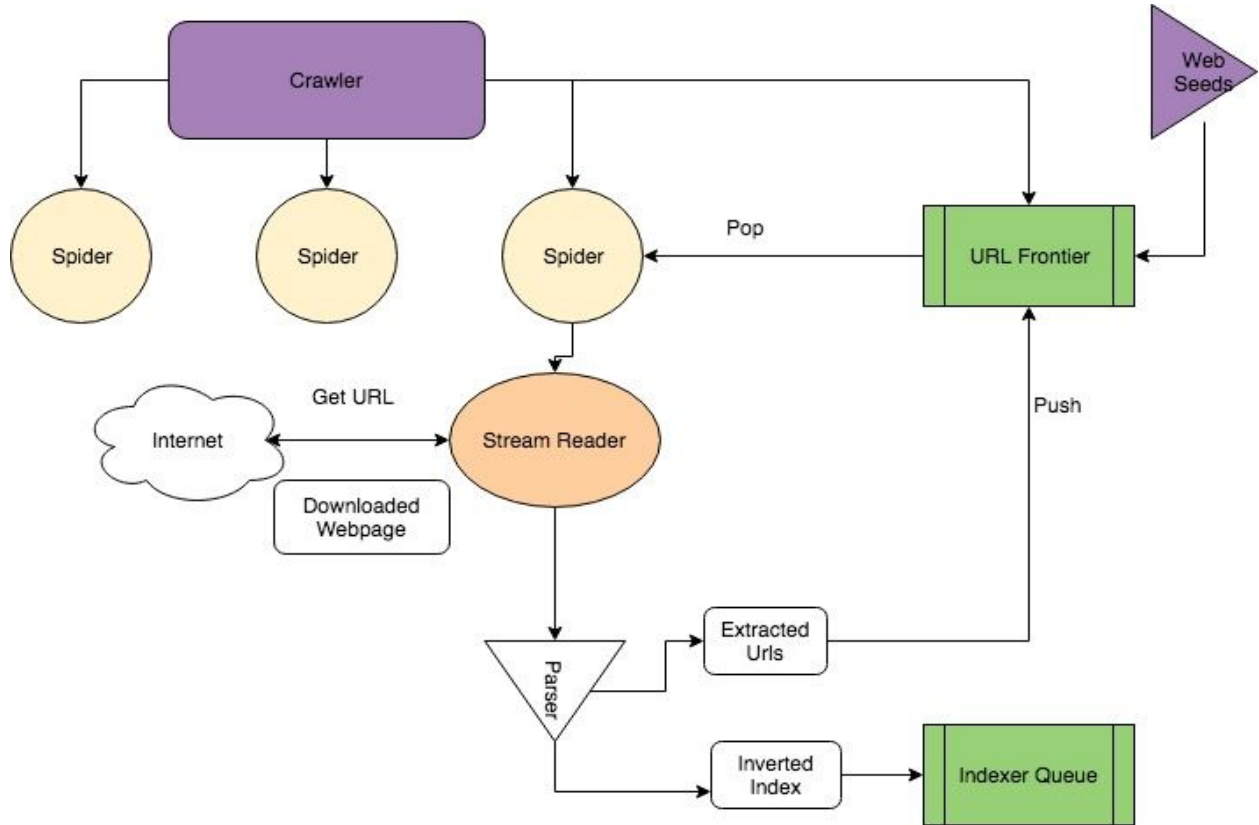 Crawler
Web
Seeds
Spider
Spider
Spider
Pop
URL Frontier
Get URL
Push
Internet
Stream Reader
Downloaded
Webpage
Extracted
Urls
Parser
Inverted
Index
Indexer Queue